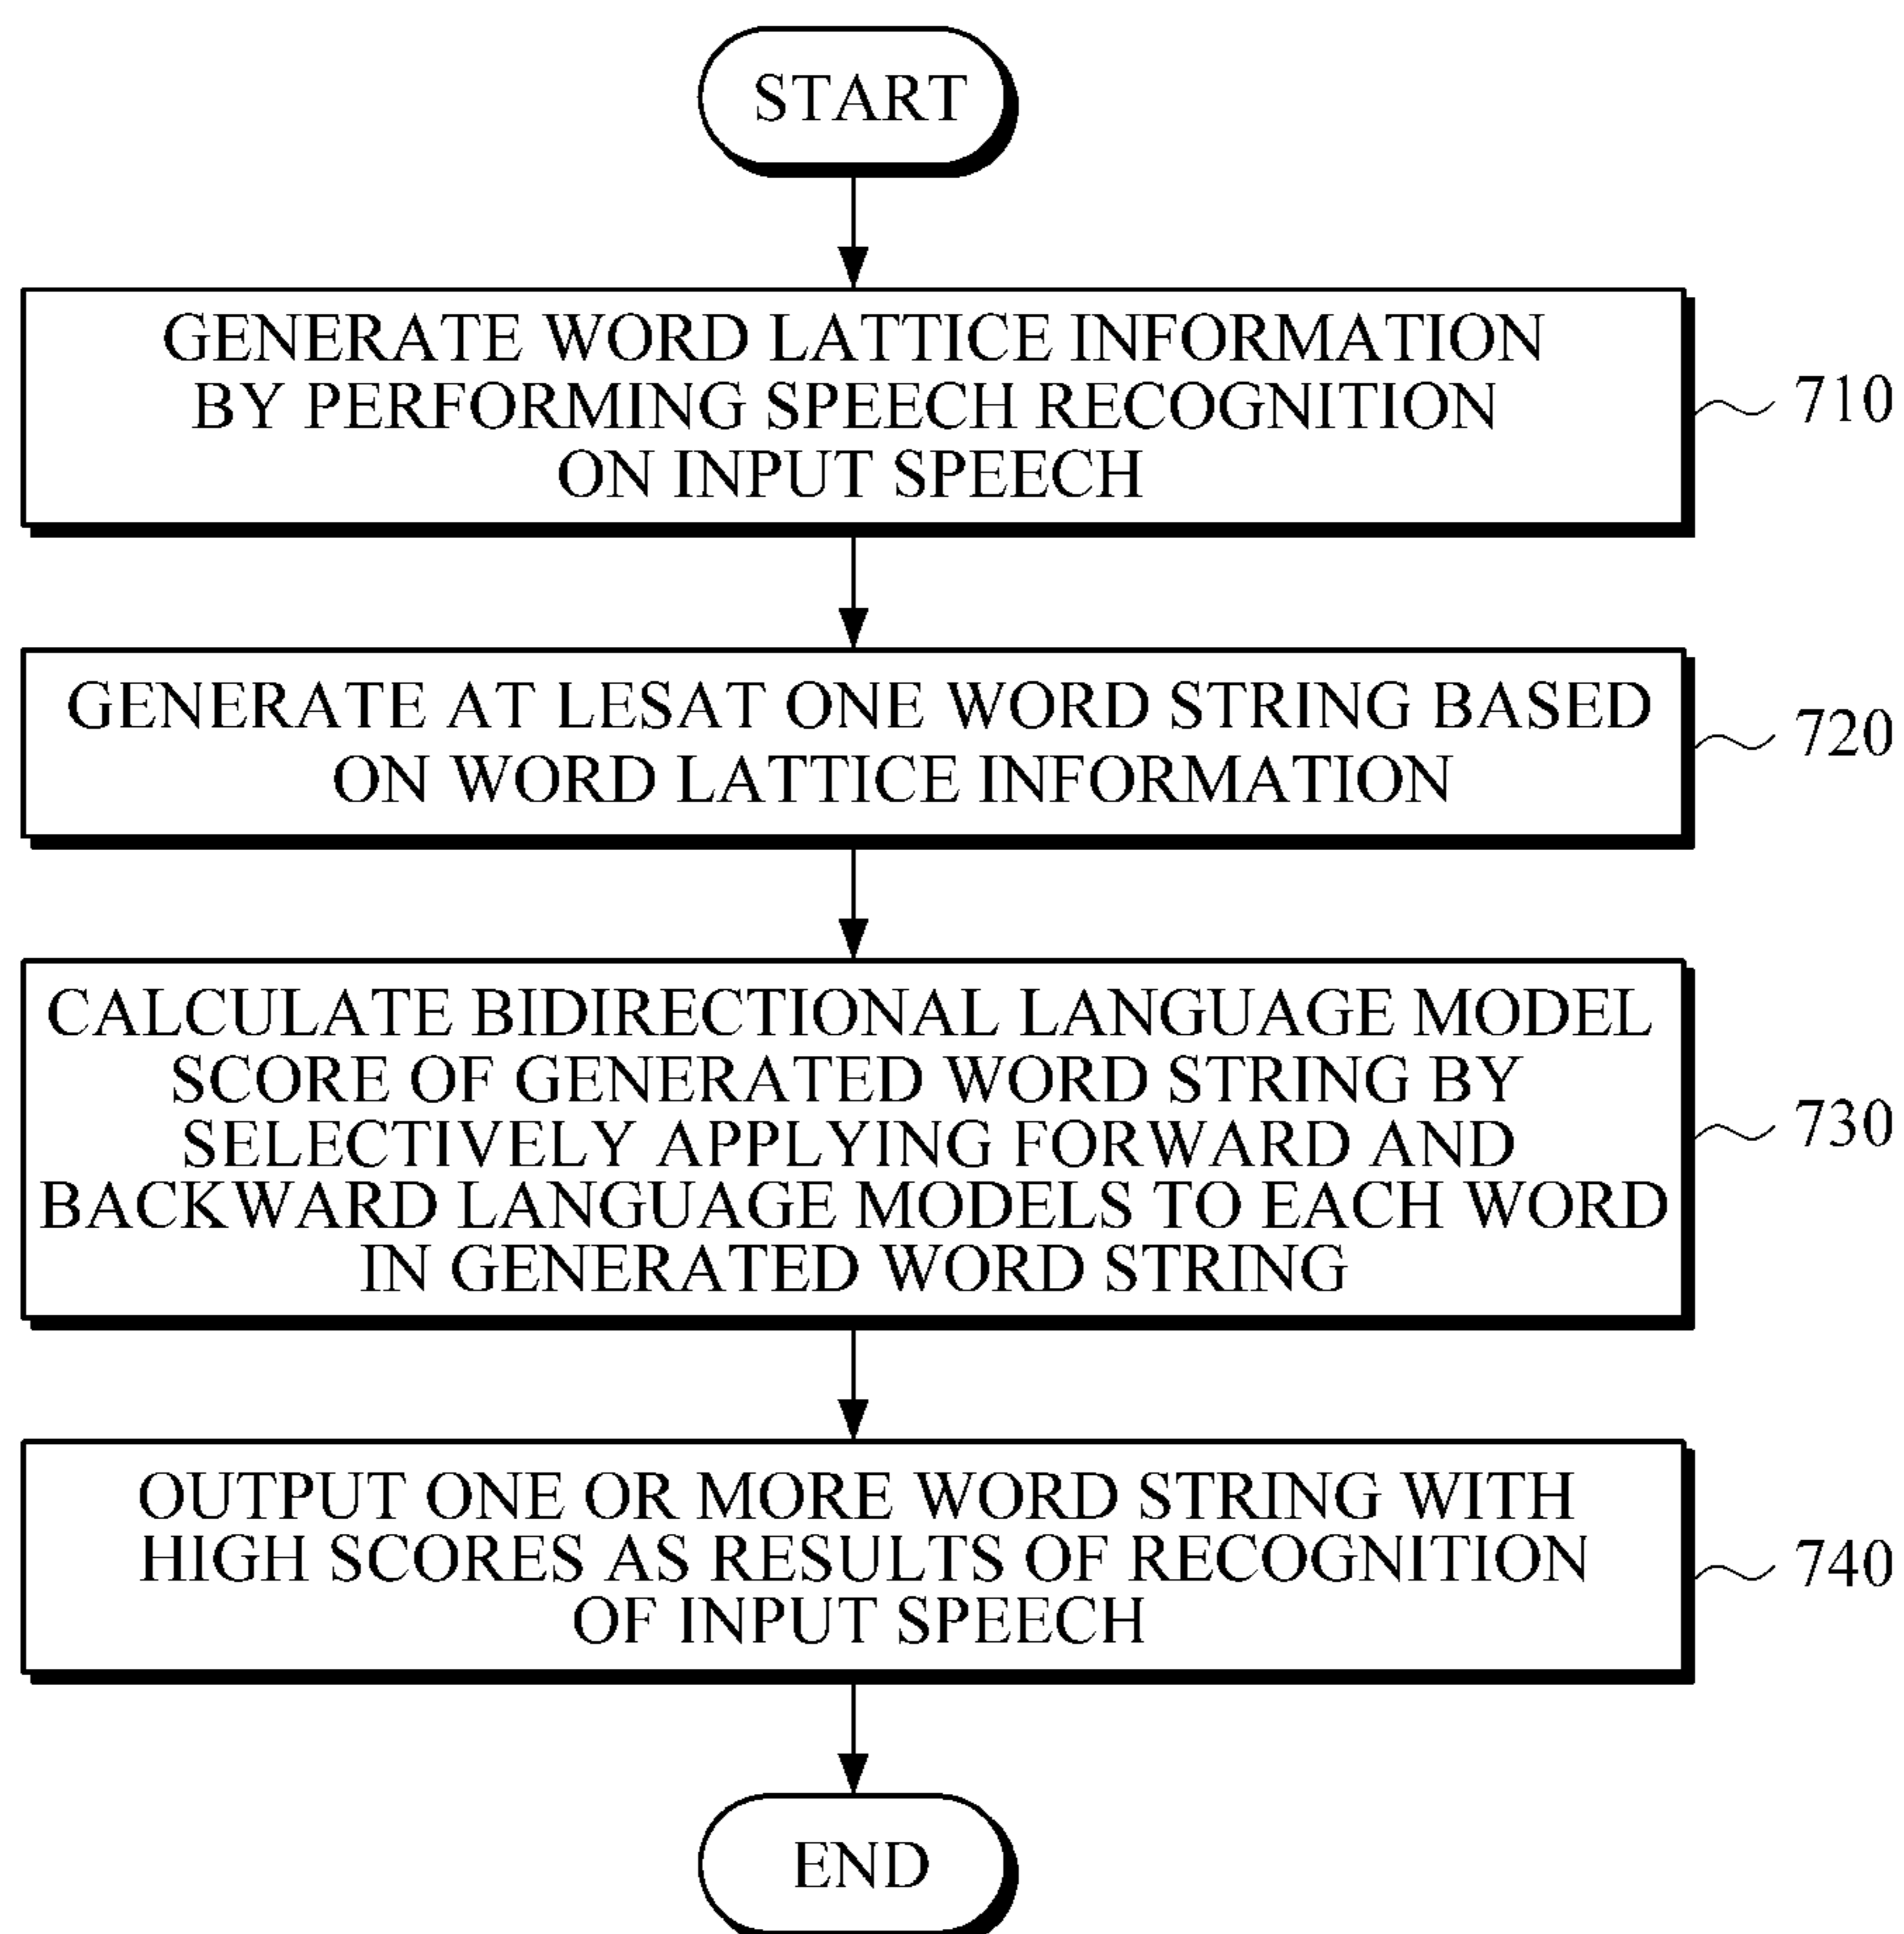 START
GENERATE WORD LATTICE INFORMATION
BY PERFORMING SPEECH RECOGNITION
ON INPUT SPEECH
710
GENERATE AT LESAT ONE WORD STRING BASED
ON WORD LATTICE INFORMATION
720
CALCULATE BIDIRECTIONAL LANGUAGE MODEL
SCORE OF GENERATED WORD STRING BY
SELECTIVELY APPLYING FORWARD AND
BACKWARD LANGUAGE MODELS TO EACH WORD
IN GENERATED WORD STRING
730
OUTPUT ONE OR MORE WORD STRING WITH
HIGH SCORES AS RESULTS OF RECOGNITION
OF INPUT SPEECH
740
END